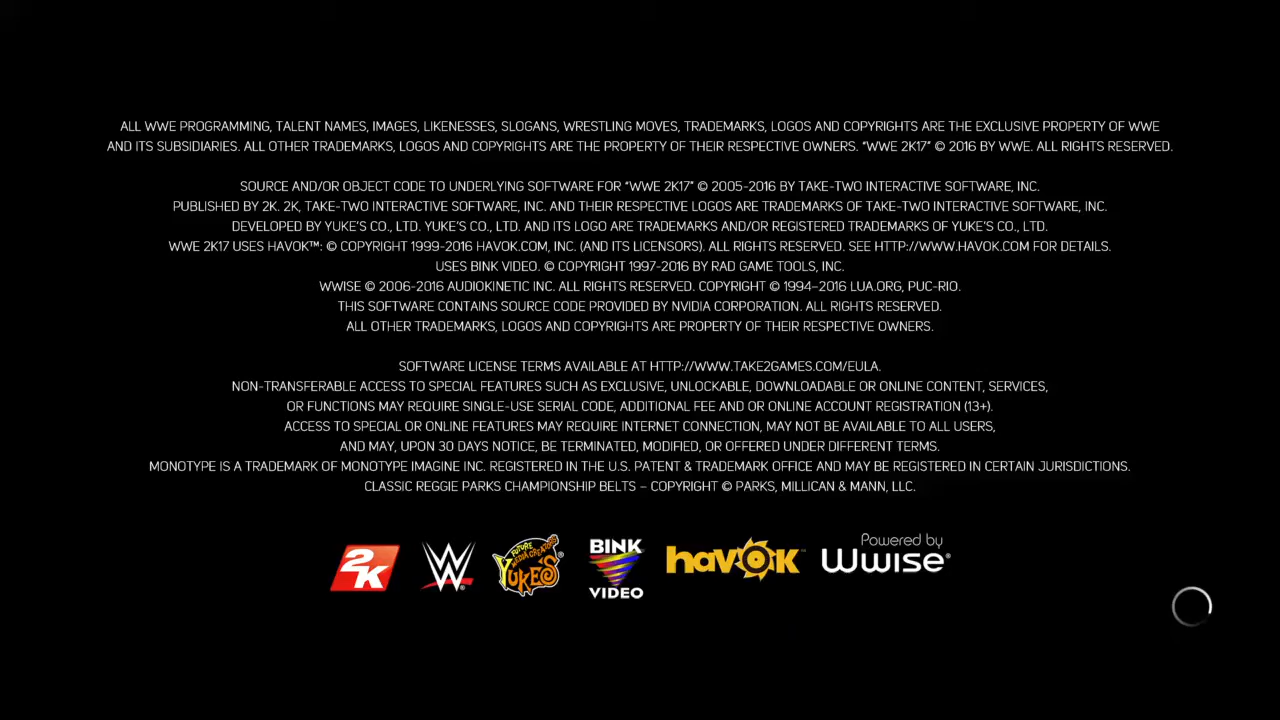 ALL WWE PROGRAMMING, TALENT NAMES, IMAGES, LIKENESSES, SLOGANS, WRESTLING MOVES, TRADEMARKS, LOGOS AND COPYRIGHTS ARE THE EXCLUSIVE PROPERTY OF WWE
AND ITS SUBSIDIARIES. ALL OTHER TRADEMARKS, LOGOS AND COPYRIGHTS ARE THE PROPERTY OF THEIR RESPECTIVE OWNERS. “WWE 2K17” © 2016 BY WWE. ALL RIGHTS RESERVED.
SOURCE AND/OR OBJECT CODE TO UNDERLYING SOFTWARE FOR “WWE 2K17” © 2005-2016 BY TAKE-TWO INTERACTIVE SOFTWARE, INC.
PUBLISHED BY 2K. 2K, TAKE-TWO INTERACTIVE SOFTWARE, INC. AND THEIR RESPECTIVE LOGOS ARE TRADEMARKS OF TAKE-TWO INTERACTIVE SOFTWARE, INC.
DEVELOPED BY YUKE’S CO., LTD. YUKE’S CO., LTD. AND ITS LOGO ARE TRADEMARKS AND/OR REGISTERED TRADEMARKS OF YUKE’S CO., LTD.
WWE 2K17 USES HAVOK™: © COPYRIGHT 1999-2016 HAVOK.COM, INC. (AND ITS LICENSORS). ALL RIGHTS RESERVED. SEE HTTP://WWW.HAVOK.COM FOR DETAILS.
USES BINK VIDEO. © COPYRIGHT 1997-2016 BY RAD GAME TOOLS, INC.
WWISE © 2006-2016 AUDIOKINETIC INC. ALL RIGHTS RESERVED. COPYRIGHT © 1994–2016 LUA.ORG, PUC-RIO.
THIS SOFTWARE CONTAINS SOURCE CODE PROVIDED BY NVIDIA CORPORATION. ALL RIGHTS RESERVED.
ALL OTHER TRADEMARKS, LOGOS AND COPYRIGHTS ARE PROPERTY OF THEIR RESPECTIVE OWNERS.
SOFTWARE LICENSE TERMS AVAILABLE AT HTTP://WWW.TAKE2GAMES.COM/EULA.
NON-TRANSFERABLE ACCESS TO SPECIAL FEATURES SUCH AS EXCLUSIVE, UNLOCKABLE, DOWNLOADABLE OR ONLINE CONTENT, SERVICES,
OR FUNCTIONS MAY REQUIRE SINGLE-USE SERIAL CODE, ADDITIONAL FEE AND OR ONLINE ACCOUNT REGISTRATION (13+).
ACCESS TO SPECIAL OR ONLINE FEATURES MAY REQUIRE INTERNET CONNECTION, MAY NOT BE AVAILABLE TO ALL USERS,
AND MAY, UPON 30 DAYS NOTICE, BE TERMINATED, MODIFIED, OR OFFERED UNDER DIFFERENT TERMS.
MONOTYPE IS A TRADEMARK OF MONOTYPE IMAGINE INC. REGISTERED IN THE U.S. PATENT & TRADEMARK OFFICE AND MAY BE REGISTERED IN CERTAIN JURISDICTIONS.
CLASSIC REGGIE PARKS CHAMPIONSHIP BELTS – COPYRIGHT © PARKS, MILLICAN & MANN, LLC.
2K
W
FUTURE MEDIA CREATORS YUKE'S
BINK VIDEO
havok™
Powered by
Wwise®